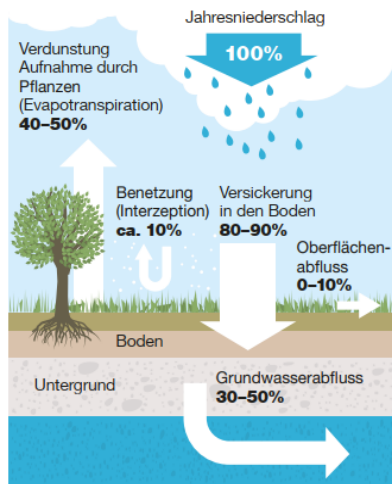 Jahresniederschlag
100%
Verdunstung
Aufnahme durch
Pflanzen
(Evapotranspiration)
40–50%
Benetzung
(Interzeption)
ca. 10%
Versickerung
in den Boden
80–90%
Oberflächen-
abfluss
0–10%
Boden
Untergrund
Grundwasserabfluss
30–50%